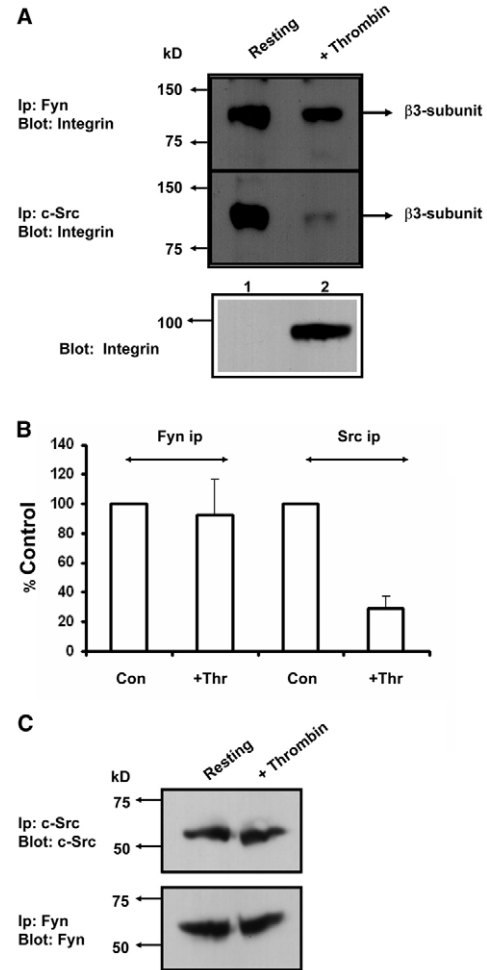 A
Resting
+ Thrombin
kD
150
Ip: Fyn
Blot: Integrin
β3-subunit
75
150
Ip: c-Src
Blot: Integrin
β3-subunit
75
1 2
100
Blot: Integrin
B
140
120
100
80
60
40
20
0
% Control
Fyn ip
Src ip
Con +Thr Con +Thr
C
Resting
+ Thrombin
kD
75
Ip: c-Src
Blot: c-Src
50
75
Ip: Fyn
Blot: Fyn
50